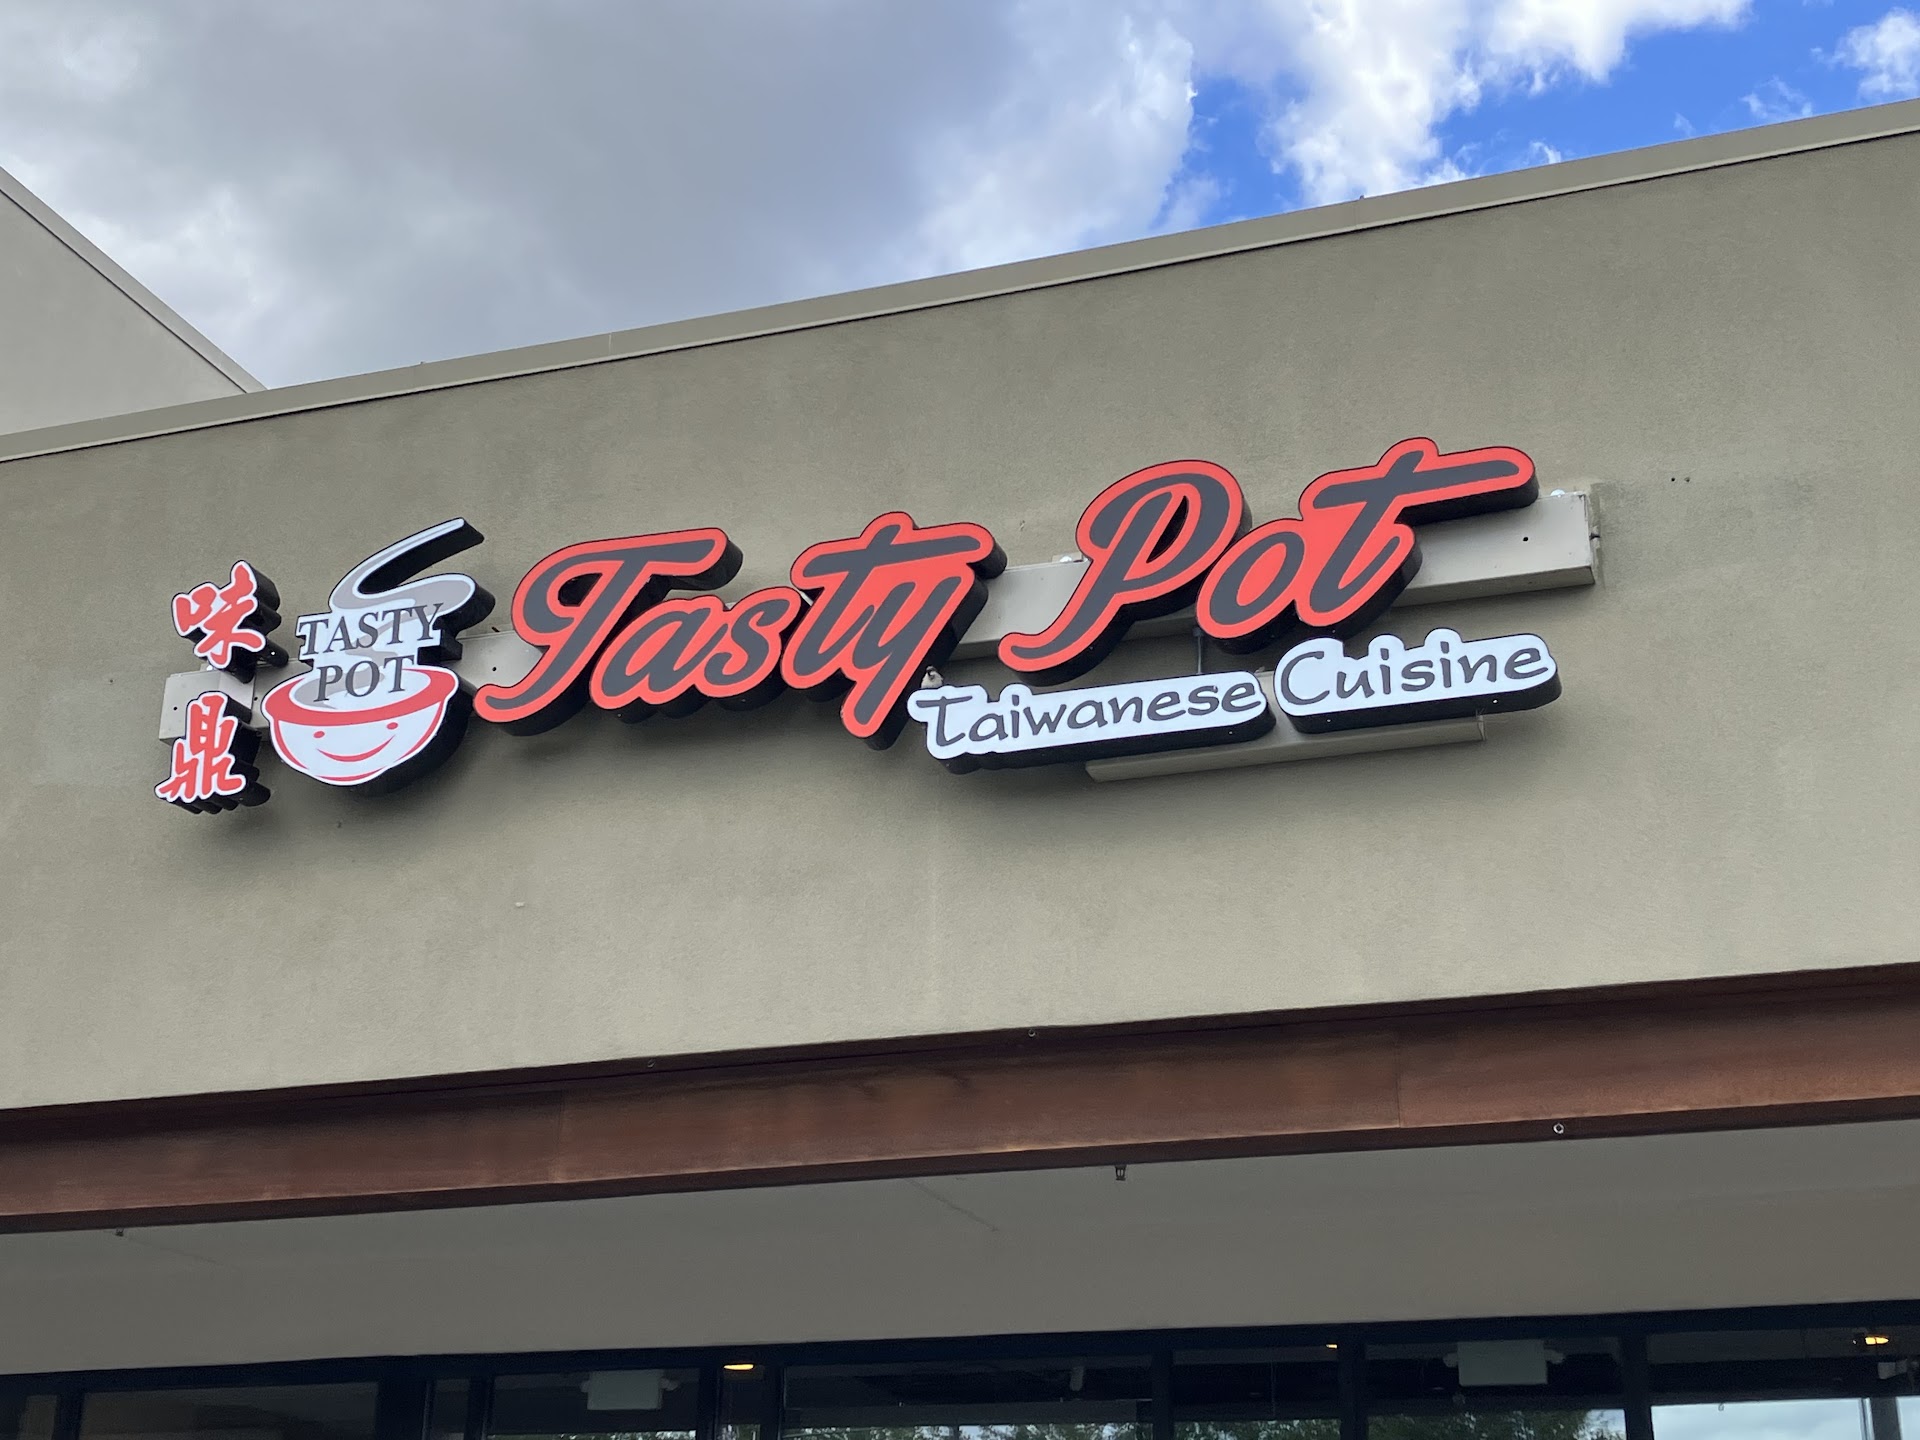 味鼎
TASTY
POT
Tasty Pot
Taiwanese Cuisine